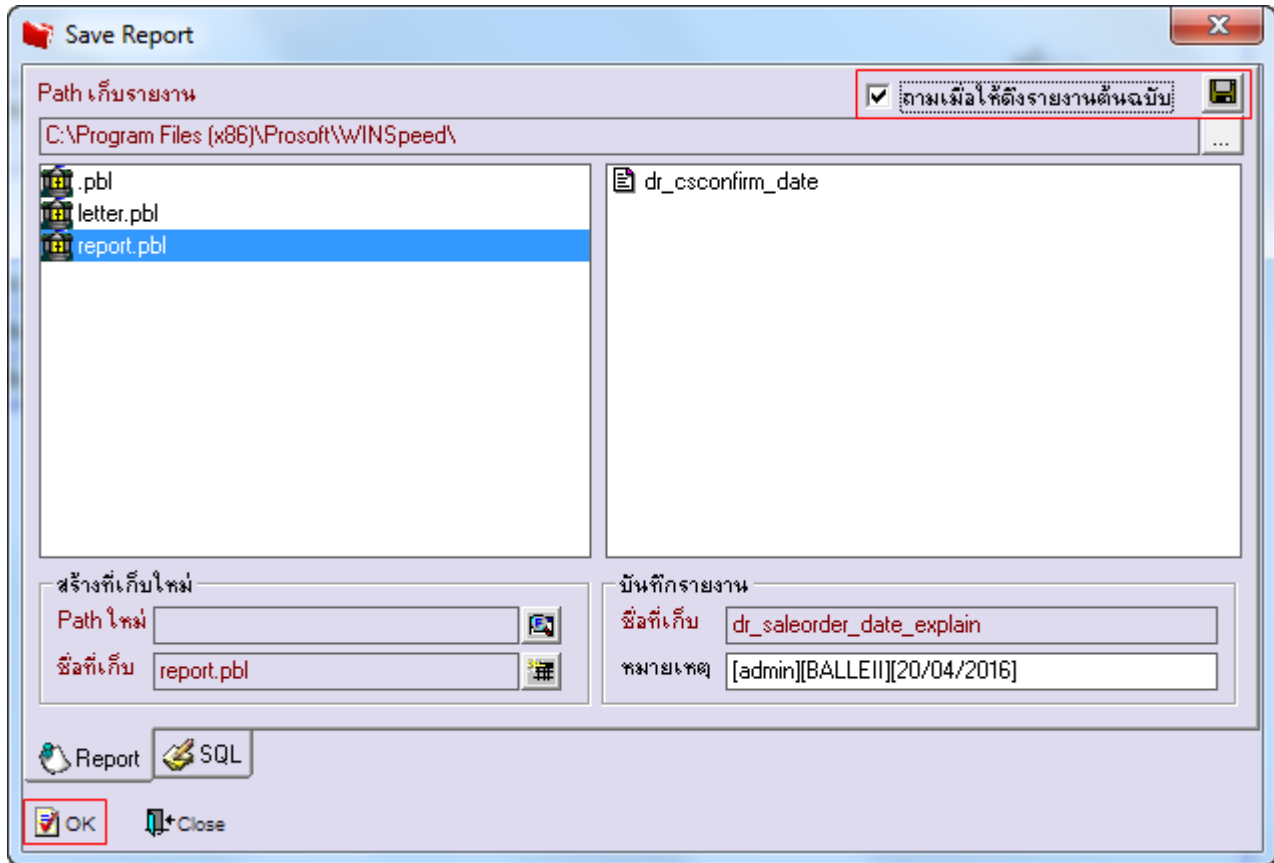 Save Report
Path เก็บรายงาน
ถามเมื่อให้ดึงรายงานต้นฉบับ
C:\Program Files (x86)\Prosoft\WINSpeed\
...
.pbl
letter.pbl
report.pbl
dr_csconfirm_date
สร้างที่เก็บใหม่
Path ใหม่
ชื่อที่เก็บ report.pbl
บันทึกรายงาน
ชื่อที่เก็บ dr_saleorder_date_explain
หมายเหตุ [admin][BALLEII][20/04/2016]
Report SQL
OK Close